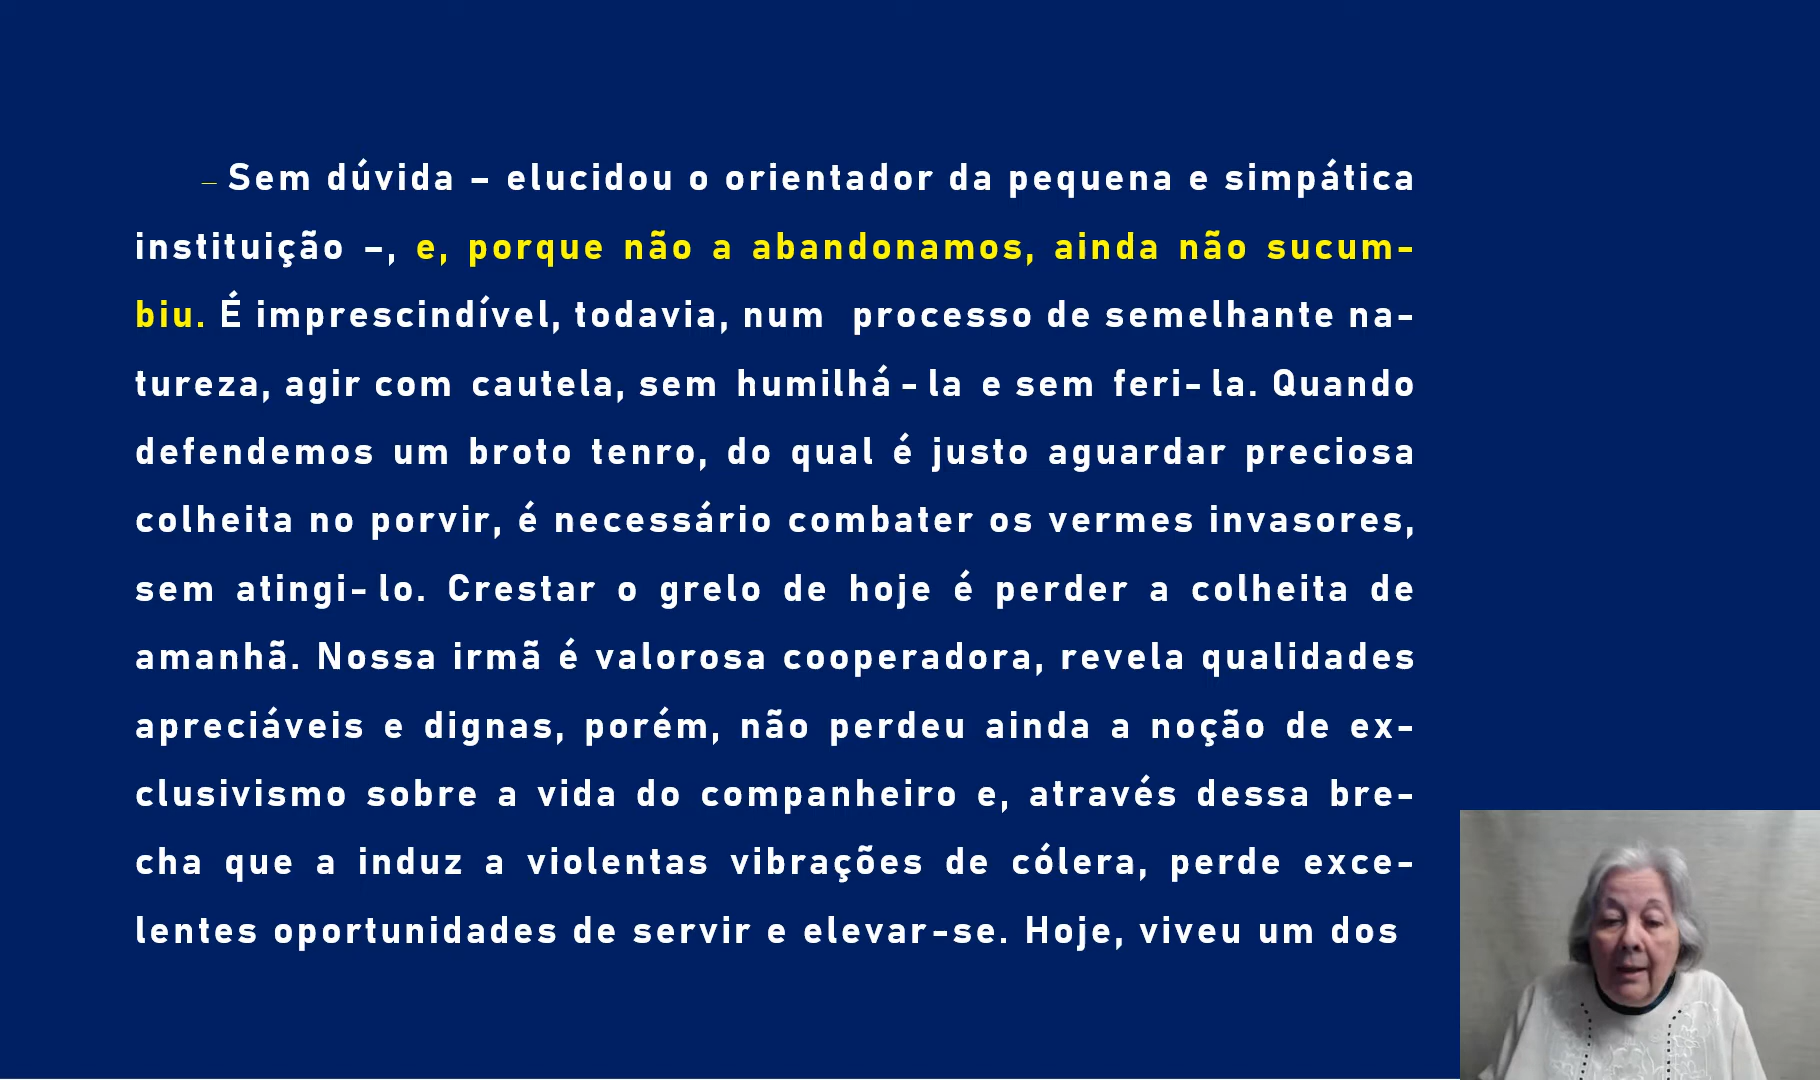 – Sem dúvida – elucidou o orientador da pequena e simpática
instituição –, e, porque não a abandonamos, ainda não sucum-
biu. É imprescindível, todavia, num processo de semelhante na-
tureza, agir com cautela, sem humilhá-la e sem feri-la. Quando
defendemos um broto tenro, do qual é justo aguardar preciosa
colheita no porvir, é necessário combater os vermes invasores,
sem atingi-lo. Crestar o grelo de hoje é perder a colheita de
amanhã. Nossa irmã é valorosa cooperadora, revela qualidades
apreciáveis e dignas, porém, não perdeu ainda a noção de ex-
clusivismo sobre a vida do companheiro e, através dessa bre-
cha que a induz a violentas vibrações de cólera, perde exce-
lentes oportunidades de servir e elevar-se. Hoje, viveu um dos